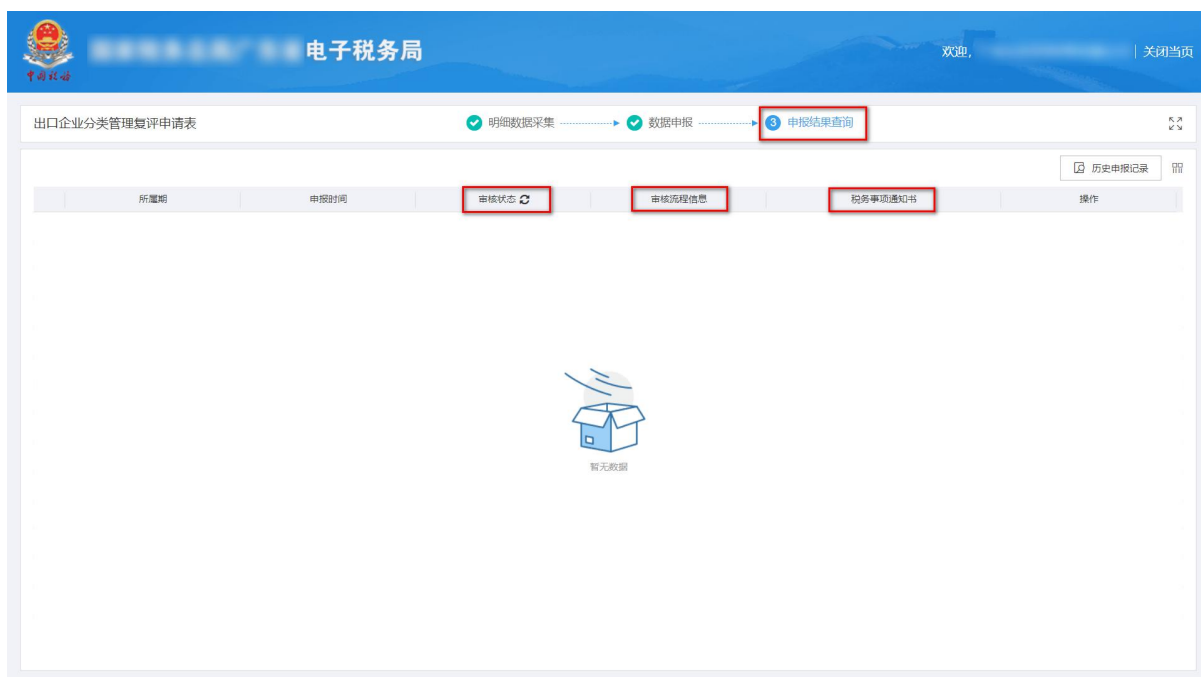 中国税务
电子税务局
欢迎, | 关闭当页
出口企业分类管理复评申请表
明细数据采集
数据申报
3 申报结果查询
历史申报记录
所属期 申报时间 审核状态 审核流程信息 税务事项通知书 操作
暂无数据